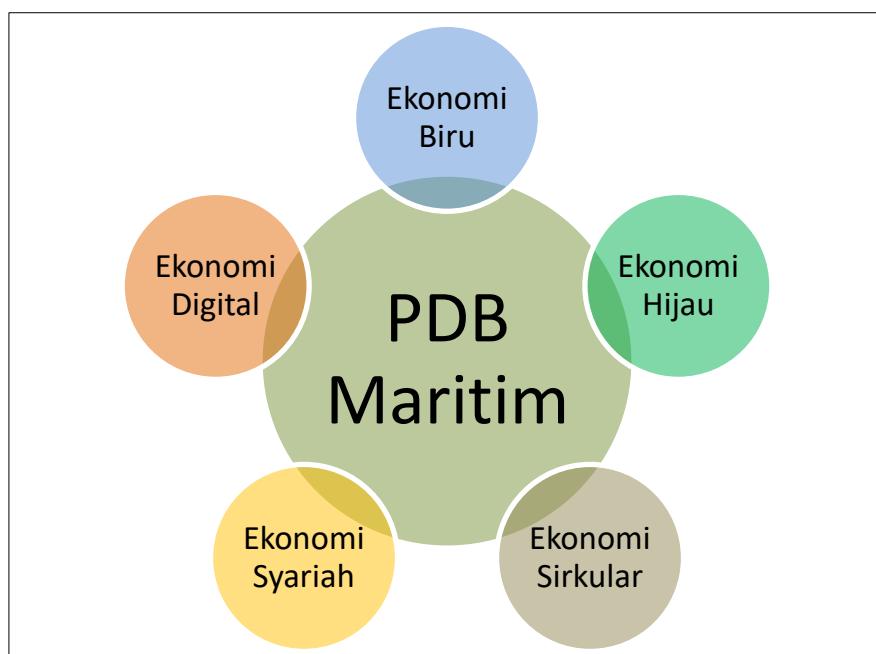 Ekonomi
Biru
Ekonomi
Digital
Ekonomi
Hijau
PDB
Maritim
Ekonomi
Syariah
Ekonomi
Sirkular